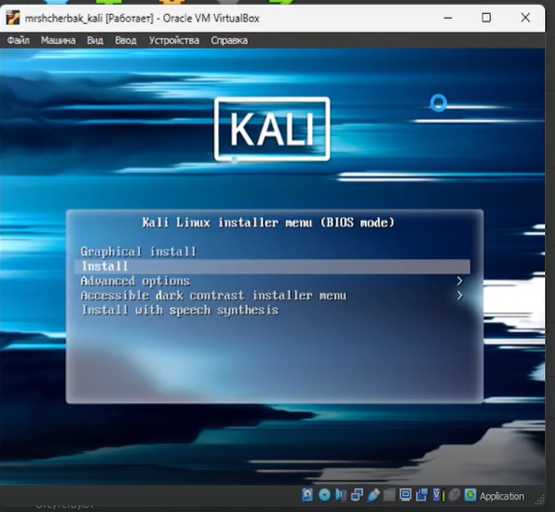 mrshcherbak_kali [Работает] - Oracle VM VirtualBox
Файл Машина Вид Ввод Устройства Справка
KALI
Kali Linux installer menu (BIOS mode)
Graphical install
Install
Advanced options >
Accessible dark contrast installer menu >
Install with speech synthesis
Application